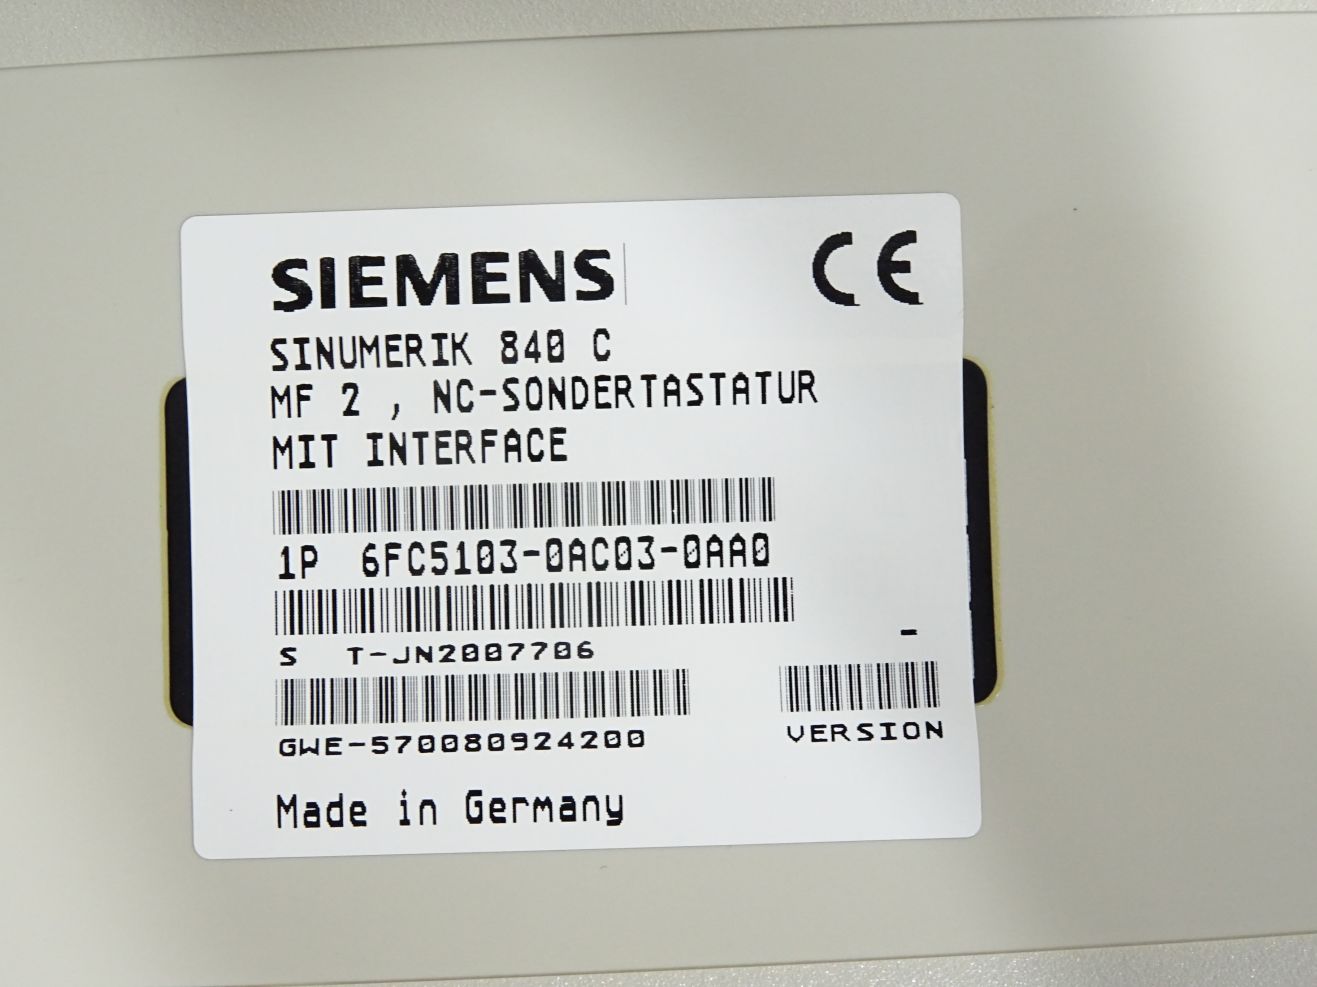 SIEMENS
CE
SINUMERIK 840 C
MF 2 , NC-SONDERTASTATUR
MIT INTERFACE
1P 6FC5103-0AC03-0AA0
S T-JN2007706
-
GWE-570080924200
VERSION
Made in Germany